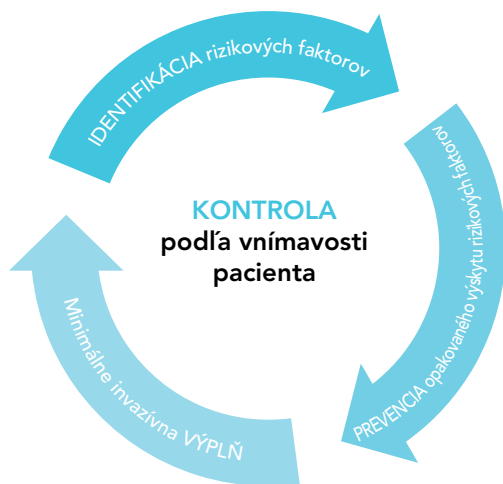 IDENTIFIKÁCIA rizikových faktorov
PREVENCIA opakovaného výskytu rizikových faktorov
Minimálne invazívna VÝPLŇ
KONTROLA
podľa vnímavosti
pacienta